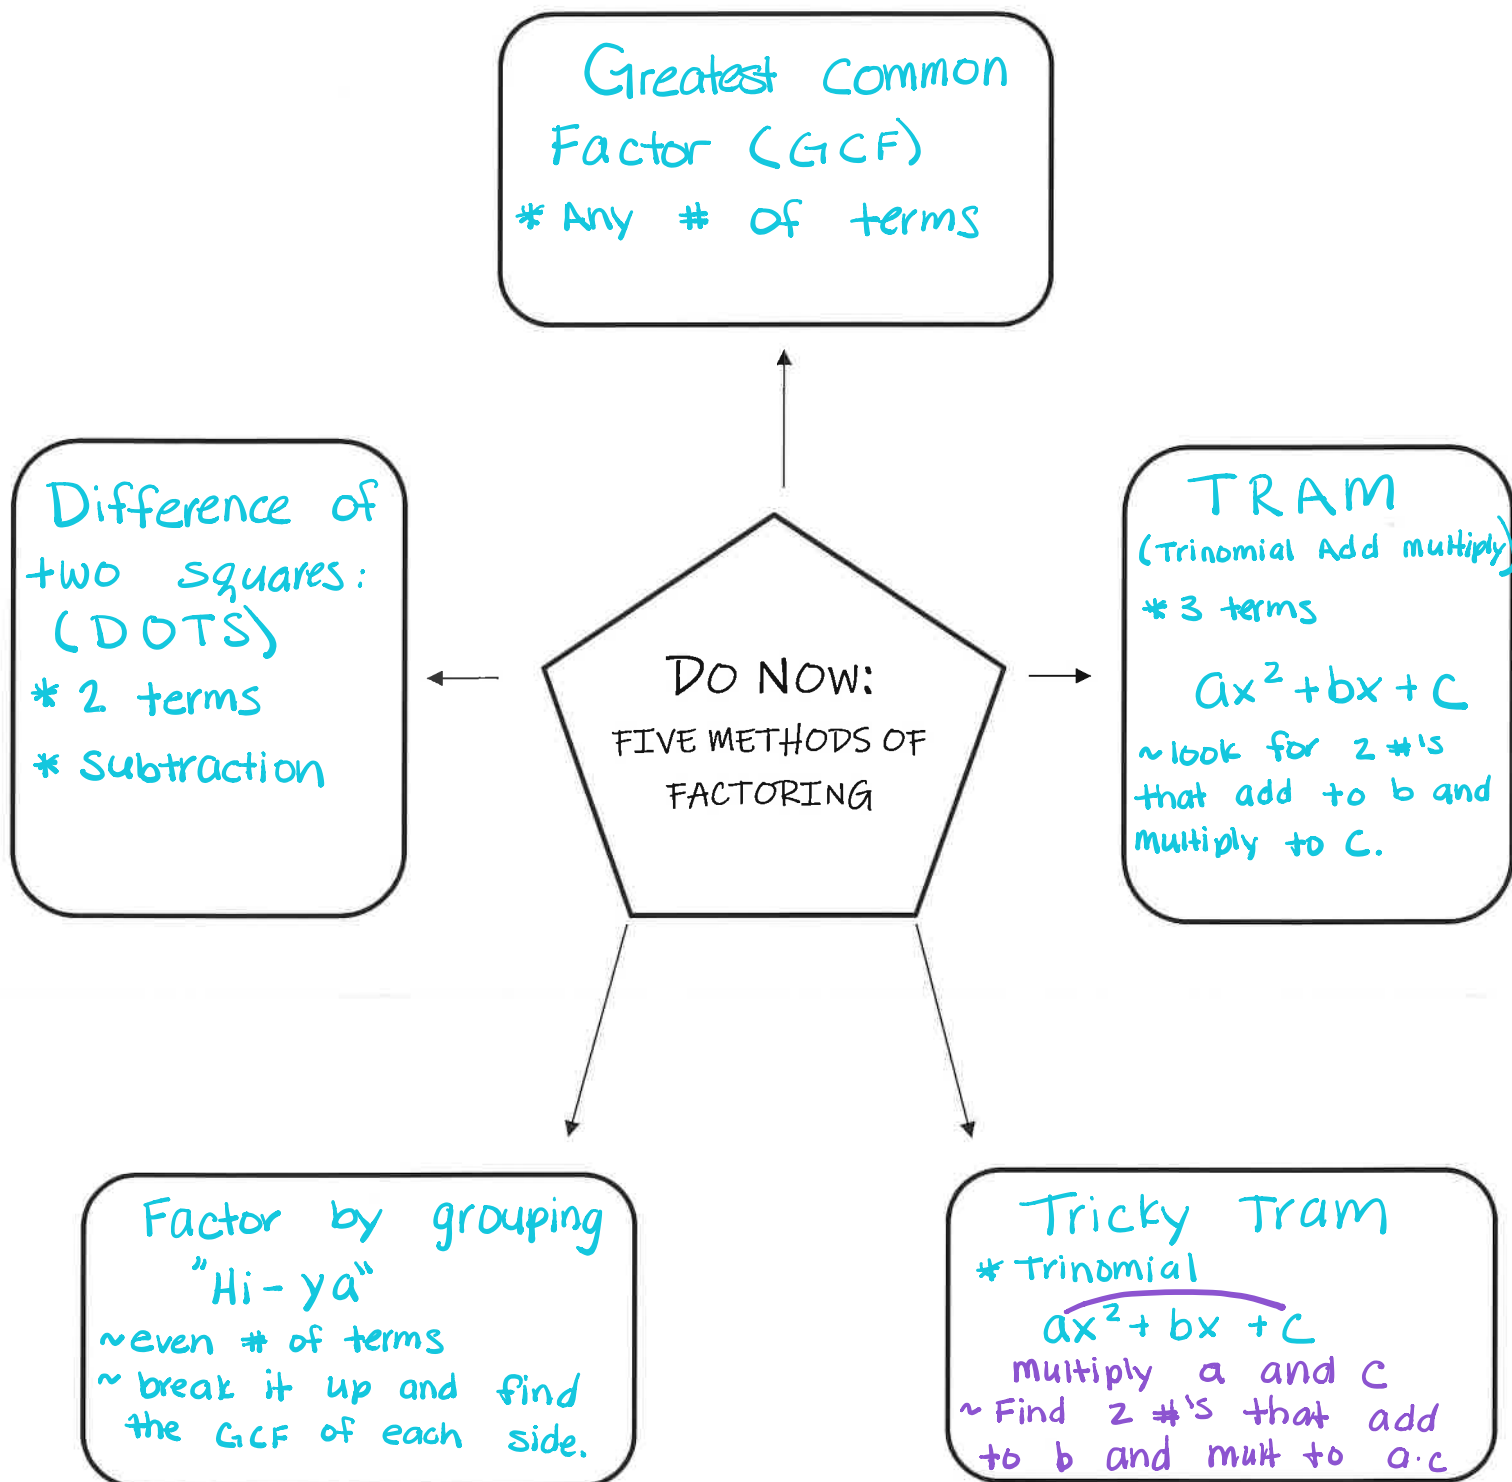 Greatest Common
Factor (GCF)
* Any # of terms
Difference of
two squares:
(DOTS)
* 2 terms
* Subtraction
DO NOW:
FIVE METHODS OF
FACTORING
TRAM
(Trinomial Add multiply)
* 3 terms
ax² + bx + c
~ look for 2 #'s
that add to b and
multiply to c.
Factor by grouping
"Hi-ya"
~ even # of terms
~ break it up and find
the GCF of each side.
Tricky Tram
* Trinomial
ax² + bx + c
multiply a and c
~ Find 2 #'s that add
to b and mult to a·c